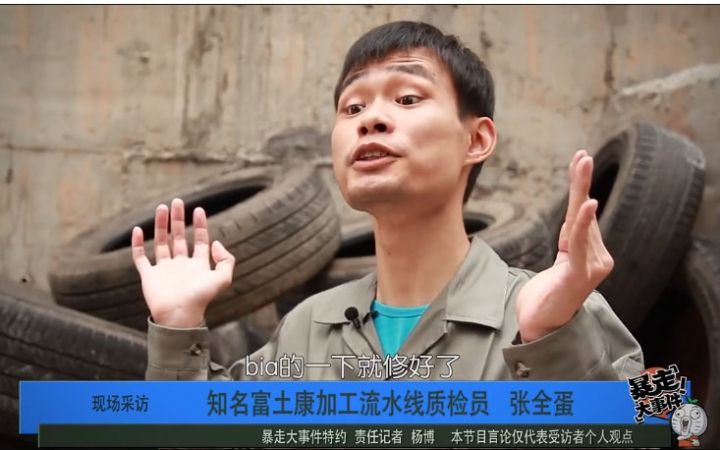 bia的一下就修好了
现场采访 知名富土康加工流水线质检员 张全蛋
暴走大事件
暴走大事件特约 责任记者 杨博 本节目言论仅代表受访者个人观点